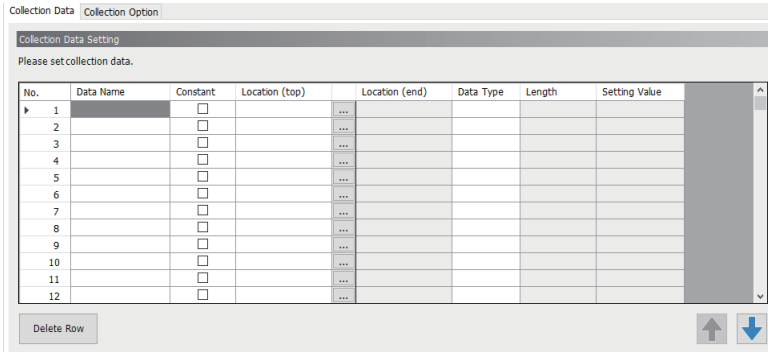 Collection Data Collection Option
Collection Data Setting
Please set collection data.
No. Data Name Constant Location (top) Location (end) Data Type Length Setting Value
1 ...
2 ...
3 ...
4 ...
5 ...
6 ...
7 ...
8 ...
9 ...
10 ...
11 ...
12 ...
Delete Row